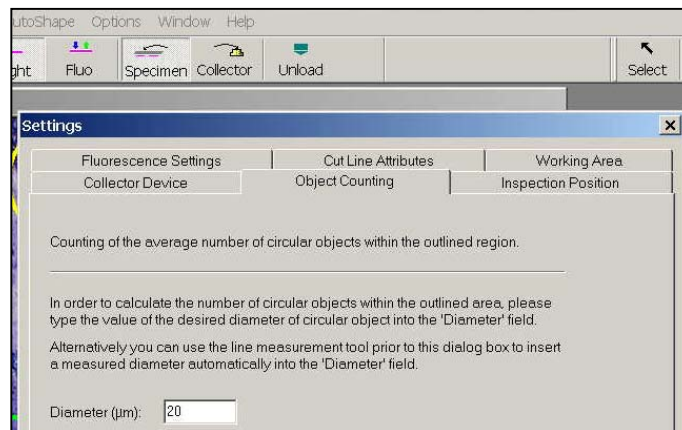 utoShape Options Window Help
ght Fluo Specimen Collector Unload Select
Settings
Fluorescence Settings Cut Line Attributes Working Area
Collector Device Object Counting Inspection Position
Counting of the average number of circular objects within the outlined region.
In order to calculate the number of circular objects within the outlined area, please
type the value of the desired diameter of circular object into the 'Diameter' field.
Alternatively you can use the line measurement tool prior to this dialog box to insert
a measured diameter automatically into the 'Diameter' field.
Diameter (µm): 20